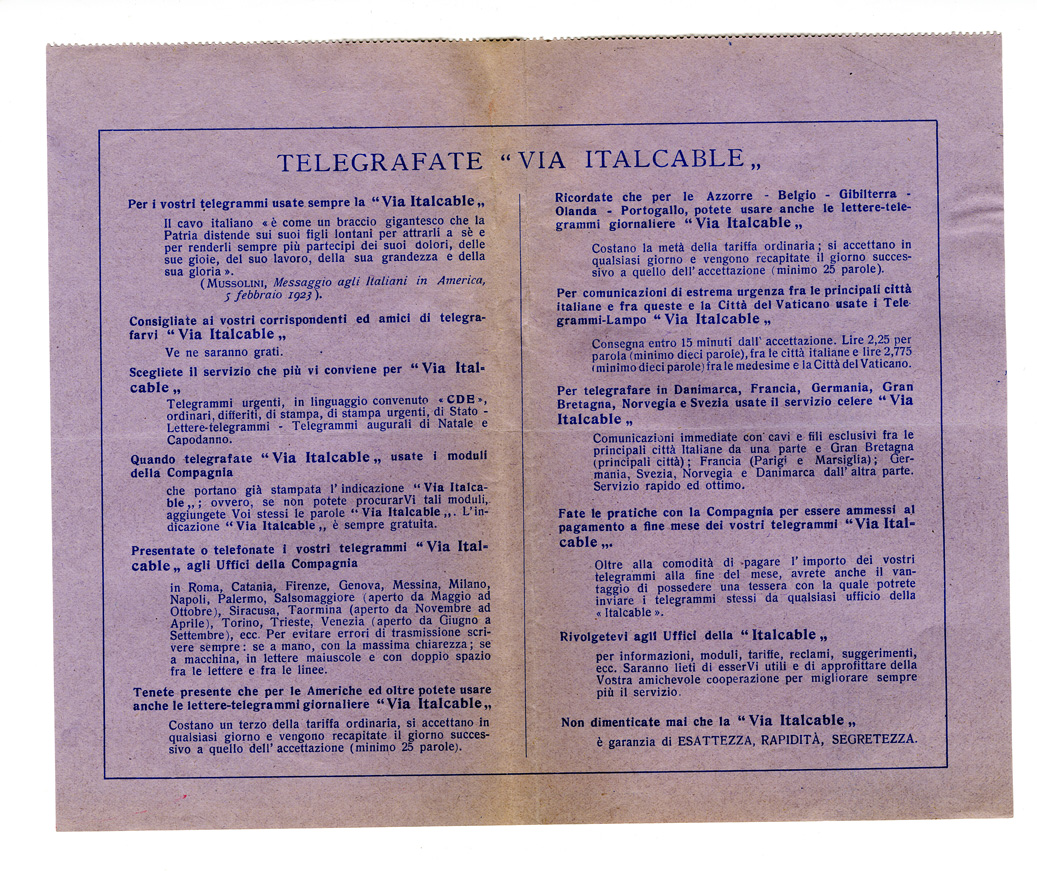 TELEGRAFATE “ VIA ITALCABLE „
Per i vostri telegrammi usate sempre la “ Via Italcable „
Il cavo italiano « è come un braccio gigantesco che la
Patria distende sui suoi figli lontani per attrarli a sè e
per renderli sempre più partecipi dei suoi dolori, delle
sue gioie, del suo lavoro, della sua grandezza e della
sua gloria ».
(MUSSOLINI, Messaggio agli Italiani in America,
5 febbraio 1923).
Consigliate ai vostri corrispondenti ed amici di telegra-
farvi “ Via Italcable „
Ve ne saranno grati.
Scegliete il servizio che più vi conviene per “ Via Ital-
cable „
Telegrammi urgenti, in linguaggio convenuto « CDE »,
ordinari, differiti, di stampa, di stampa urgenti, di Stato -
Lettere-telegrammi - Telegrammi augurali di Natale e
Capodanno.
Quando telegrafate “ Via Italcable „ usate i moduli
della Compagnia
che portano già stampata l' indicazione “ Via Italca-
ble „ ; ovvero, se non potete procurarVi tali moduli,
aggiungete Voi stessi le parole “ Via Italcable „. L'in-
dicazione “ Via Italcable „ è sempre gratuita.
Presentate o telefonate i vostri telegrammi “ Via Ital-
cable „ agli Uffici della Compagnia
in Roma, Catania, Firenze, Genova, Messina, Milano,
Napoli, Palermo, Salsomaggiore (aperto da Maggio ad
Ottobre), Siracusa, Taormina (aperto da Novembre ad
Aprile), Torino, Trieste, Venezia (aperto da Giugno a
Settembre), ecc. Per evitare errori di trasmissione scri-
vere sempre : se a mano, con la massima chiarezza ; se
a macchina, in lettere maiuscole e con doppio spazio
fra le lettere e fra le linee.
Tenete presente che per le Americhe ed oltre potete usare
anche le lettere-telegrammi giornaliere “ Via Italcable „
Costano un terzo della tariffa ordinaria, si accettano in
qualsiasi giorno e vengono recapitate il giorno succes-
sivo a quello dell' accettazione (minimo 25 parole).
Ricordate che per le Azzorre - Belgio - Gibilterra -
Olanda - Portogallo, potete usare anche le lettere-tele-
grammi giornaliere “ Via Italcable „
Costano la metà della tariffa ordinaria ; si accettano in
qualsiasi giorno e vengono recapitate il giorno succes-
sivo a quello dell' accettazione (minimo 25 parole).
Per comunicazioni di estrema urgenza fra le principali città
italiane e fra queste e la Città del Vaticano usate i Tele-
grammi-Lampo “ Via Italcable „
Consegna entro 15 minuti dall' accettazione. Lire 2,25 per
parola (minimo dieci parole), fra le città italiane e lire 2,775
(minimo dieci parole) fra le medesime e la Città del Vaticano.
Per telegrafare in Danimarca, Francia, Germania, Gran
Bretagna, Norvegia e Svezia usate il servizio celere “ Via
Italcable „
Comunicazioni immediate con cavi e fili esclusivi fra le
principali città Italiane da una parte e Gran Bretagna
(principali città) ; Francia (Parigi e Marsiglia) ; Ger-
mania, Svezia, Norvegia e Danimarca dall' altra parte.
Servizio rapido ed ottimo.
Fate le pratiche con la Compagnia per essere ammessi al
pagamento a fine mese dei vostri telegrammi “ Via Ital-
cable „.
Oltre alla comodità di pagare l' importo dei vostri
telegrammi alla fine del mese, avrete anche il van-
taggio di possedere una tessera con la quale potrete
inviare i telegrammi stessi da qualsiasi ufficio della
« Italcable ».
Rivolgetevi agli Uffici della “ Italcable „
per informazioni, moduli, tariffe, reclami, suggerimenti,
ecc. Saranno lieti di esserVi utili e di approfittare della
Vostra amichevole cooperazione per migliorare sempre
più il servizio.
Non dimenticate mai che la “ Via Italcable „
è garanzia di ESATTEZZA, RAPIDITÀ, SEGRETEZZA.